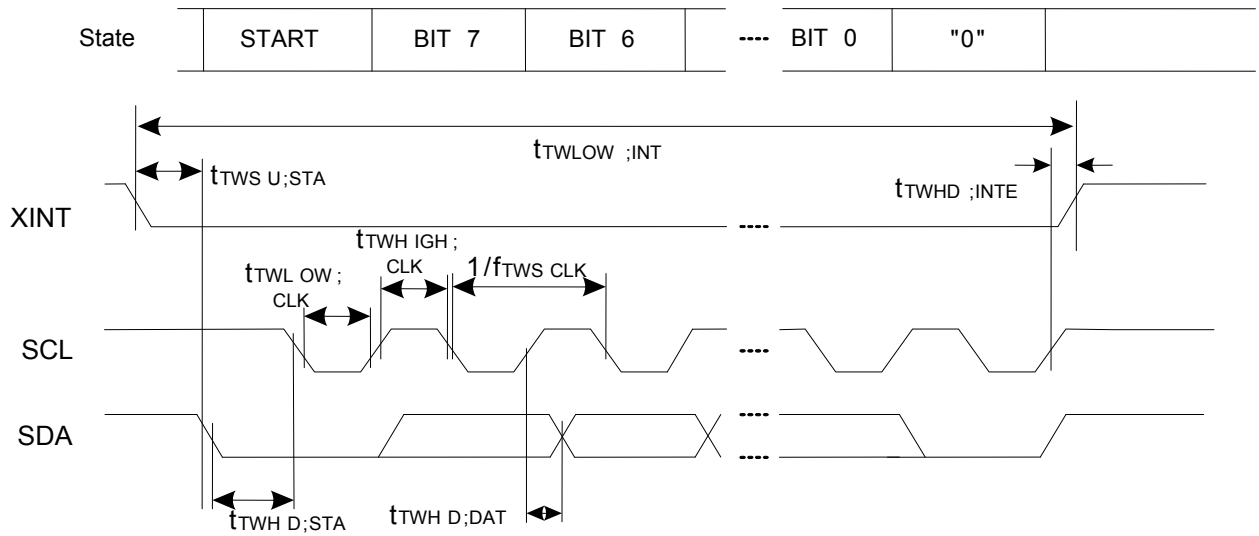 State START BIT 7 BIT 6 ---- BIT 0 "0"
tTWLOW ;INT
tTWS U;STA
tTWHD ;INTE
XINT ----
tTWH IGH ;
CLK
1/fTWS CLK
tTWL OW ;
CLK
SCL ----
SDA ----
----
tTWH D;STA
tTWH D;DAT